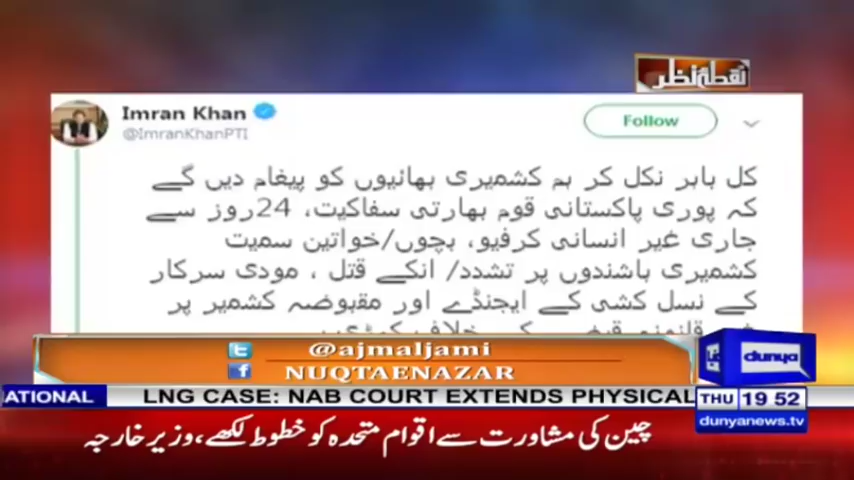 نقطۂ نظر
Imran Khan
@ImranKhanPTI
Follow
کل باہر نکل کر ہم کشمیری بھائیوں کو پیغام دیں گے
کہ پوری پاکستانی قوم بھارتی سفاکیت، 24روز سے
جاری غیر انسانی کرفیو، بچوں/خواتین سمیت
کشمیری باشندوں پر تشدد/ انکے قتل ، مودی سرکار
کے نسل کشی کے ایجنڈے اور مقبوضہ کشمیر پر
@ajmaljami
NUQTAENAZAR
dunya
ATIONAL
LNG CASE: NAB COURT EXTENDS PHYSICAL
THU 19 52
dunyanews.tv
چین کی مشاورت سے اقوام متحدہ کو خطوط لکھے، وزیر خارجہ